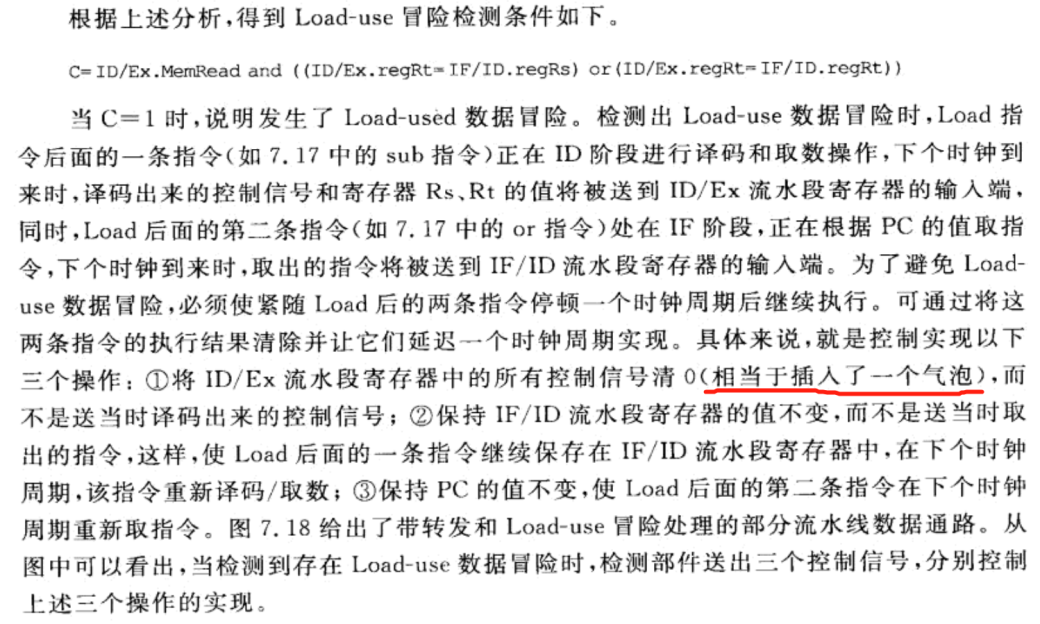 根据上述分析,得到 Load-use 冒险检测条件如下。
C= ID/Ex.MemRead and ((ID/Ex.regRt=IF/ID.regRs) or(ID/Ex.regRt=IF/ID.regRt))
当 C=1 时,说明发生了 Load-used 数据冒险。检测出 Load-use 数据冒险时,Load 指
令后面的一条指令(如 7.17 中的 sub 指令)正在 ID 阶段进行译码和取数操作,下个时钟到
来时,译码出来的控制信号和寄存器 Rs、Rt 的值将被送到 ID/Ex 流水段寄存器的输入端,
同时,Load 后面的第二条指令(如 7.17 中的 or 指令)处在 IF 阶段,正在根据 PC 的值取指
令,下个时钟到来时,取出的指令将被送到 IF/ID 流水段寄存器的输入端。为了避免 Load-
use 数据冒险,必须使紧随 Load 后的两条指令停顿一个时钟周期后继续执行。可通过将这
两条指令的执行结果清除并让它们延迟一个时钟周期实现。具体来说,就是控制实现以下
三个操作:①将 ID/Ex 流水段寄存器中的所有控制信号清 0(相当于插入了一个气泡),而
不是送当时译码出来的控制信号;②保持 IF/ID 流水段寄存器的值不变,而不是送当时取
出的指令,这样,使 Load 后面的一条指令继续保存在 IF/ID 流水段寄存器中,在下个时钟
周期,该指令重新译码/取数;③保持 PC 的值不变,使 Load 后面的第二条指令在下个时钟
周期重新取指令。图 7.18 给出了带转发和 Load-use 冒险处理的部分流水线数据通路。从
图中可以看出,当检测到存在 Load-use 数据冒险时,检测部件送出三个控制信号,分别控制
上述三个操作的实现。